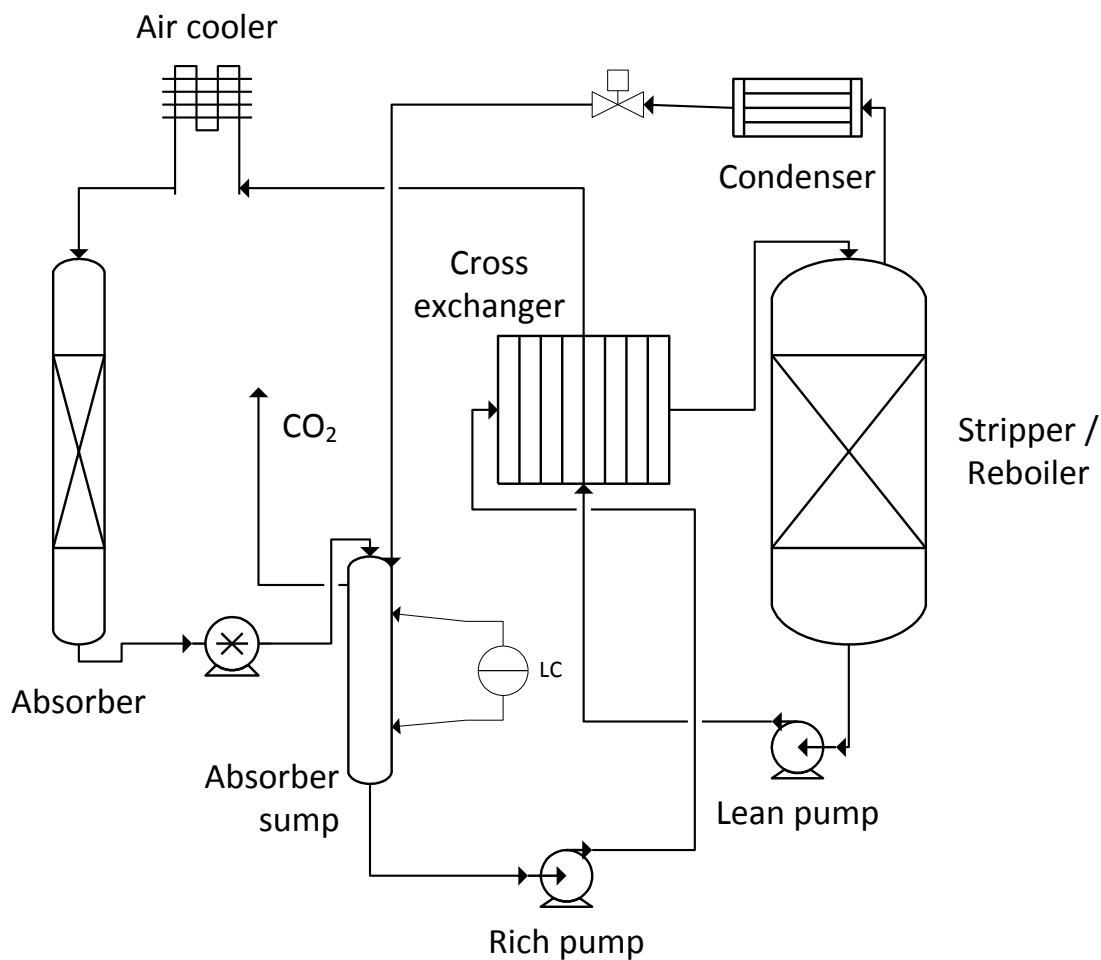 Air cooler
Condenser
Cross
exchanger
CO₂
Stripper /
Reboiler
LC
Absorber
Absorber
sump
Lean pump
Rich pump